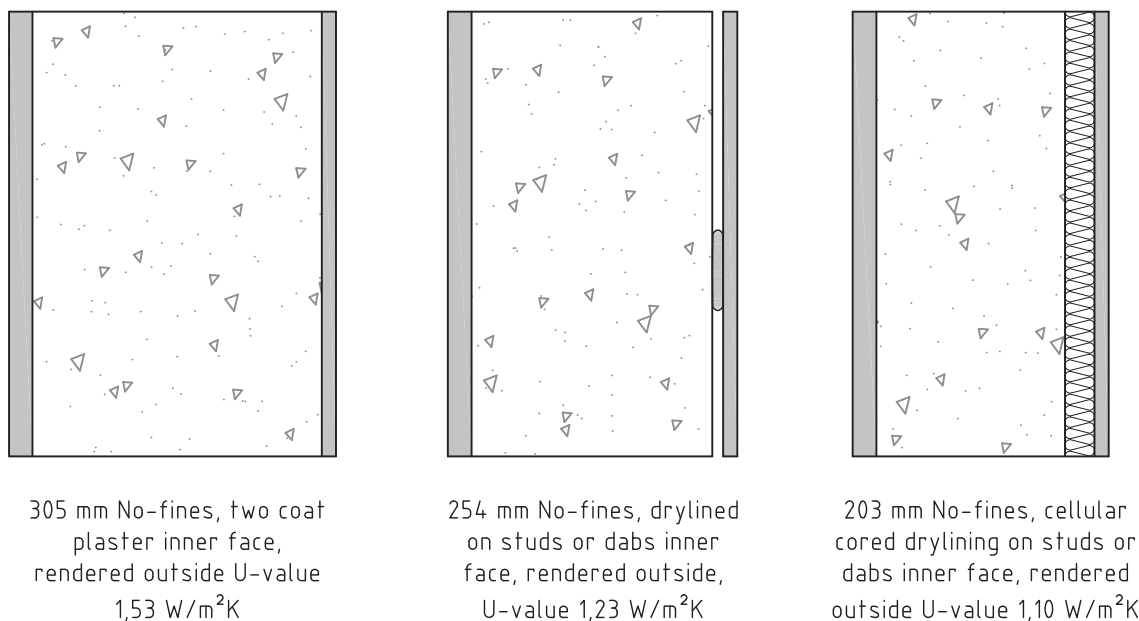 305 mm No-fines, two coat
plaster inner face,
rendered outside U-value
1,53 W/m²K
254 mm No-fines, drylined
on studs or dabs inner
face, rendered outside,
U-value 1,23 W/m²K
203 mm No-fines, cellular
cored drylining on studs or
dabs inner face, rendered
outside U-value 1,10 W/m²K